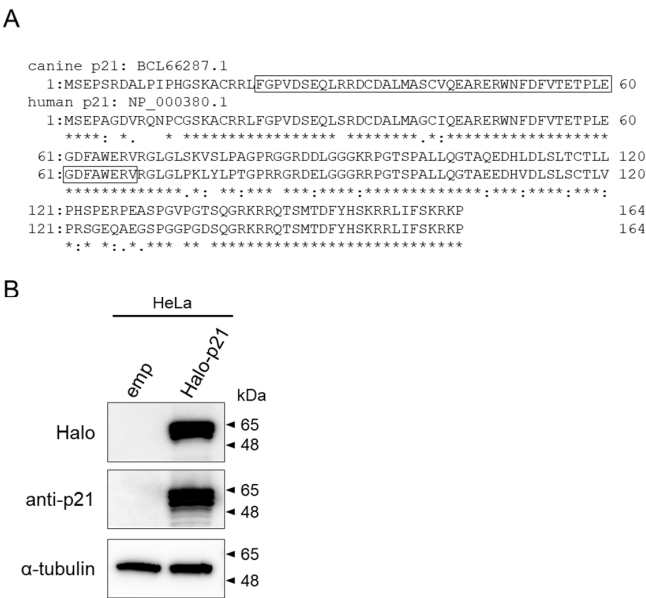 A
canine p21: BCL66287.1
1:MSEPSRDALPIPHGSKACRRLFGPVDSEQLRRDCDALMASCVQEARERWNFDFVTETPLE 60
human p21: NP_000380.1
1:MSEPAGDVRQNPCGSKACRRLFGPVDSEQLSRDCDALMAGCIQEARERWNFDFVTETPLE 60
****:*.   * ***************** ********.*:******************
61:GDFAWERVRGLGLSKVSLPAGPRGGRDDLGGGKRPGTSPALLQGTAQEDHLDLSLTCTLL 120
61:GDFAWERVRGLGLPKLYLPTGPRRGRDELGGGRRPGTSPALLQGTAEEDHVDLSLSCTLV 120
*************.*: **:*** ***:****:*************:***:****:***:
121:PHSPERPEASPGVPGTSQGRKRRQTSMTDFYHSKRRLIFSKRKP 164
121:PRSGEQAEGSPGGPGDSQGRKRRQTSMTDFYHSKRRLIFSKRKP 164
*:* *:.*.*** ** ****************************
B
HeLa
emp Halo-p21
kDa
Halo
65
48
anti-p21
65
48
α-tubulin
65
48